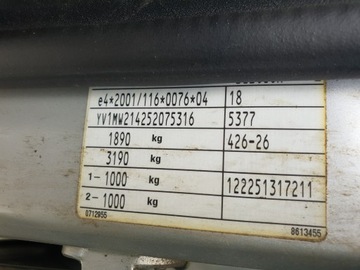 e4*2001/116*0076*04 18
YV1MW214252075316 5377
1890 kg 426-26
3190 kg
1 - 1000 kg 122251317211
2 - 1000 kg
0712955 8613455